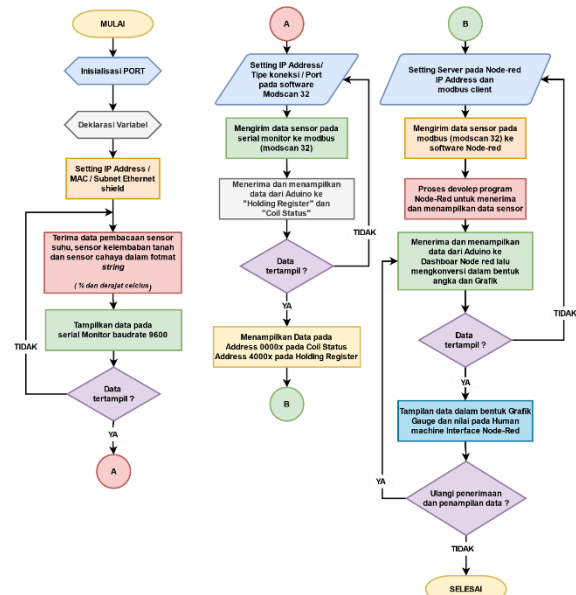 MULAI
Inisialisasi PORT
Deklarasi Variabel
Setting IP Address /
MAC / Subnet Ethernet
shield
Terima data pembacaan sensor
suhu, sensor kelembaban tanah
dan sensor cahaya dalam fotmat
string
( % dan derajat celcius)
Tampilkan data pada
serial Monitor baudrate 9600
TIDAK
Data
tertampil ?
YA
A
A
Setting IP Address/
Tipe koneksi / Port
pada software
Modscan 32
Mengirim data sensor pada
serial monitor ke modbus
(modscan 32)
Menerima dan menampilkan
data dari Aduino ke
"Holding Register" dan
"Coil Status"
TIDAK
Data
tertampil ?
YA
Menampilkan Data pada
Address 0000x pada Coil Status
Address 4000x pada Holding Register
B
B
Setting Server pada Node-red
IP Address dan
modbus client
Mengirim data sensor pada
modbus (modscan 32) ke
software Node-red
Proses devolep program
Node-Red untuk menerima
dan menampilkan data sensor
Menerima dan menampilkan
data dari Aduino ke
Dashboar Node red lalu
mengkonversi dalam bentuk
angka dan Grafik
TIDAK
Data
tertampil ?
YA
Tampilan data dalam bentuk Grafik
Gauge dan nilai pada Human
machine Interface Node-Red
YA
Ulangi penerimaan
dan penampilan data ?
TIDAK
SELESAI